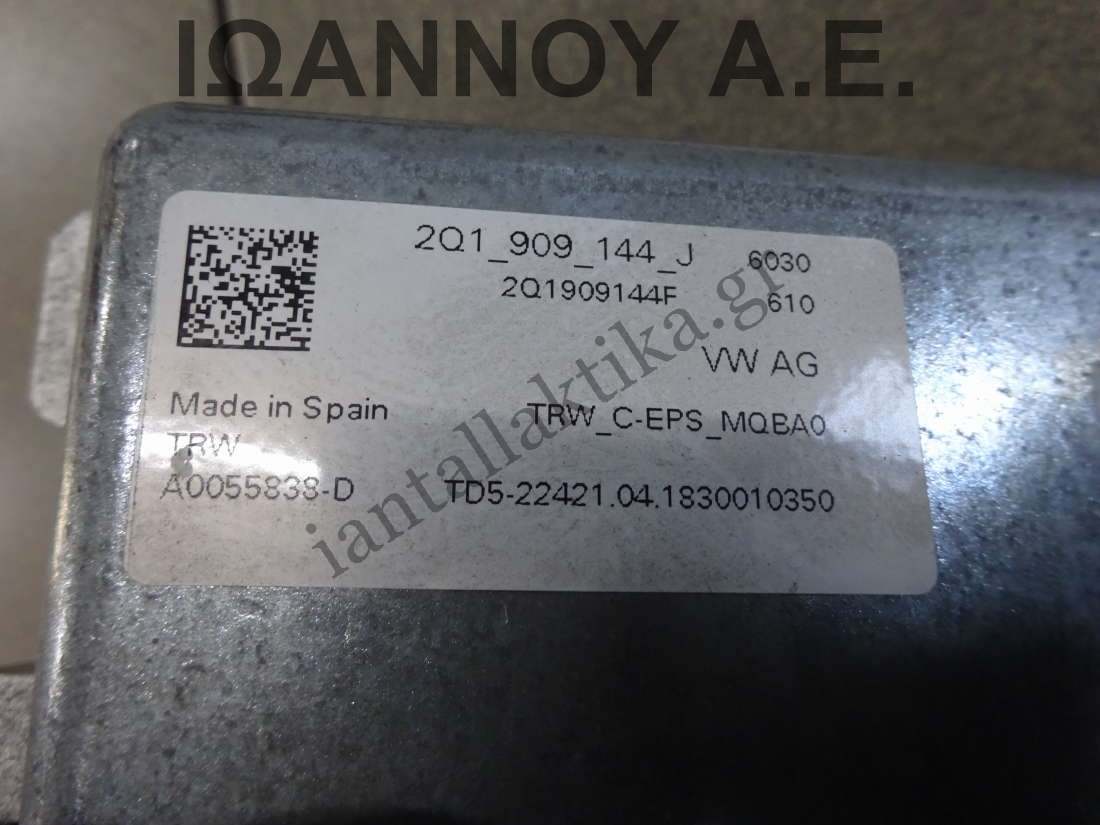 ΙΩΑΝΝΟΥ Α.Ε.
2Q1_909_144_J 6030
2Q1909144F 610
VW AG
Made in Spain TRW_C-EPS_MQBA0
TRW
A0055838-D TD5-22421.04.1830010350
iantallaktika.gr